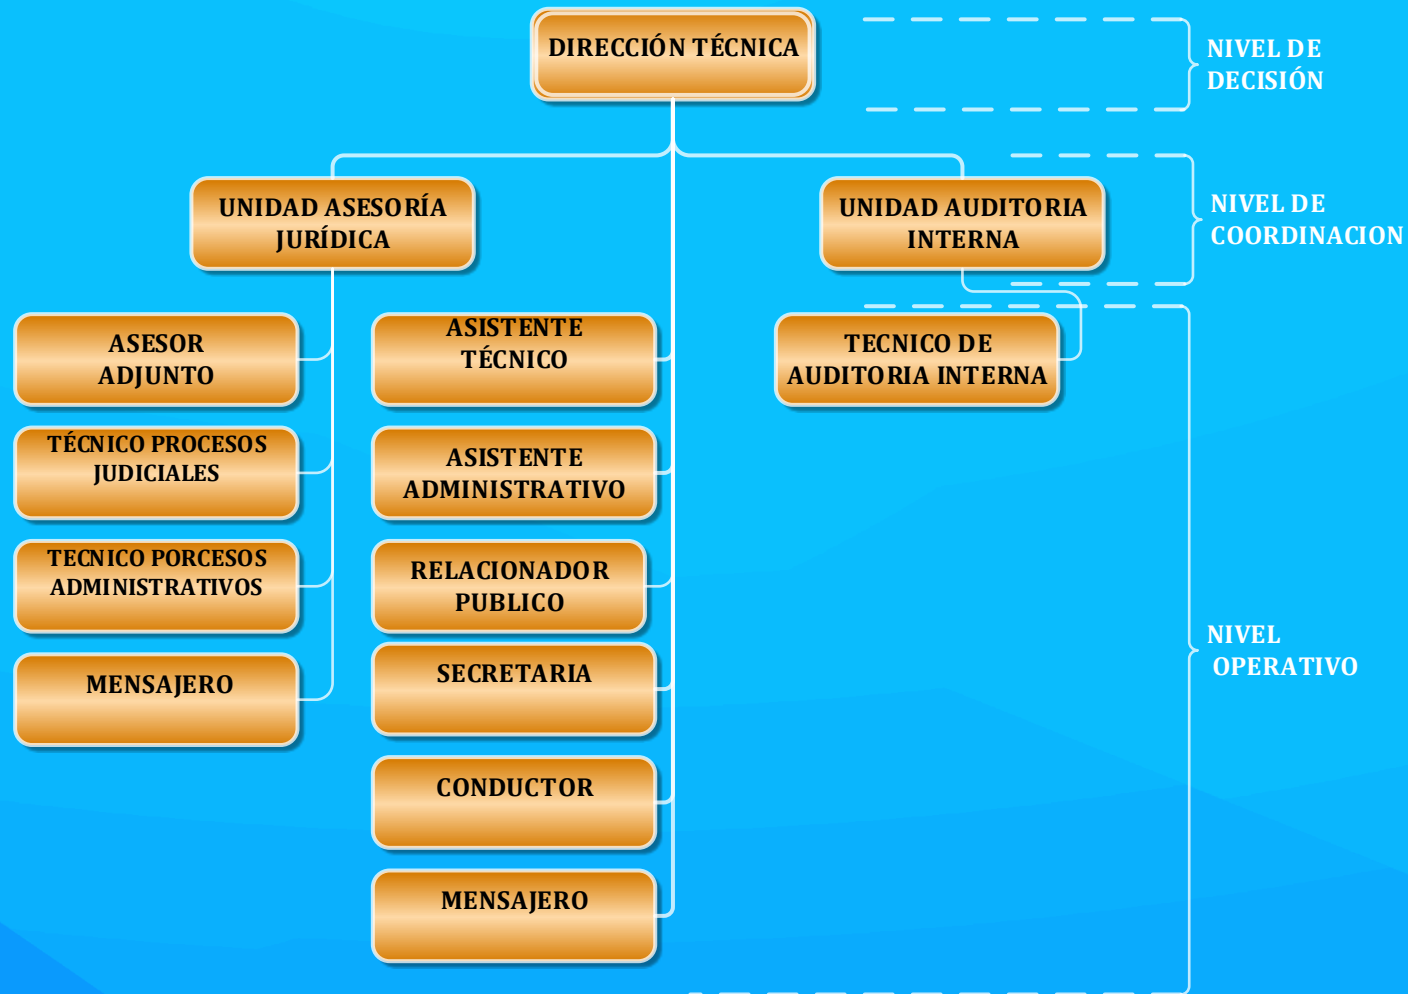 DIRECCIÓN TÉCNICA
NIVEL DE
DECISIÓN
UNIDAD ASESORÍA
JURÍDICA
UNIDAD AUDITORIA
INTERNA
NIVEL DE
COORDINACION
ASESOR
ADJUNTO
TÉCNICO PROCESOS
JUDICIALES
TECNICO PORCESOS
ADMINISTRATIVOS
MENSAJERO
ASISTENTE
TÉCNICO
ASISTENTE
ADMINISTRATIVO
RELACIONADOR
PUBLICO
SECRETARIA
CONDUCTOR
MENSAJERO
TECNICO DE
AUDITORIA INTERNA
NIVEL
OPERATIVO